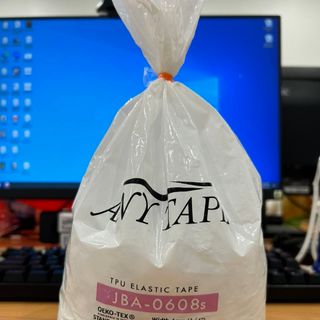 ANYTAPE
TPU ELASTIC TAPE
JBA-0608s
OEKO-TEX®